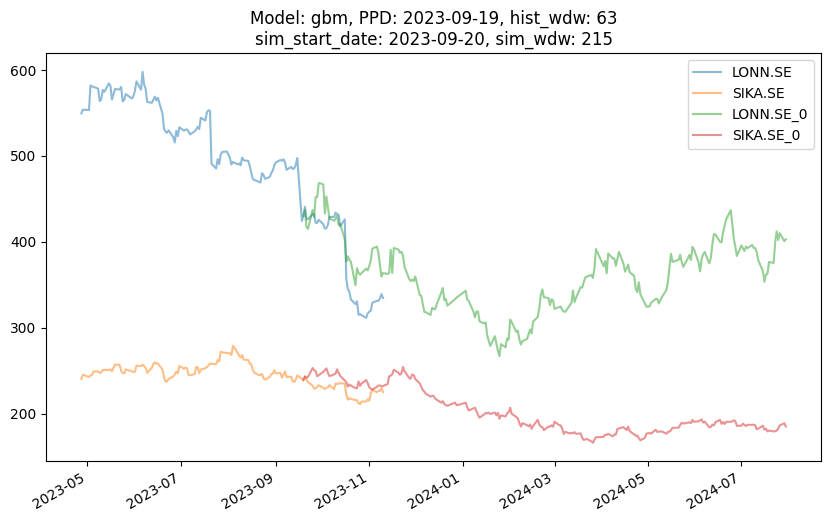 Model: gbm, PPD: 2023-09-19, hist_wdw: 63
sim_start_date: 2023-09-20, sim_wdw: 215
600
500
400
300
200
LONN.SE
SIKA.SE
LONN.SE_0
SIKA.SE_0
2023-05
2023-07
2023-09
2023-11
2024-01
2024-03
2024-05
2024-07